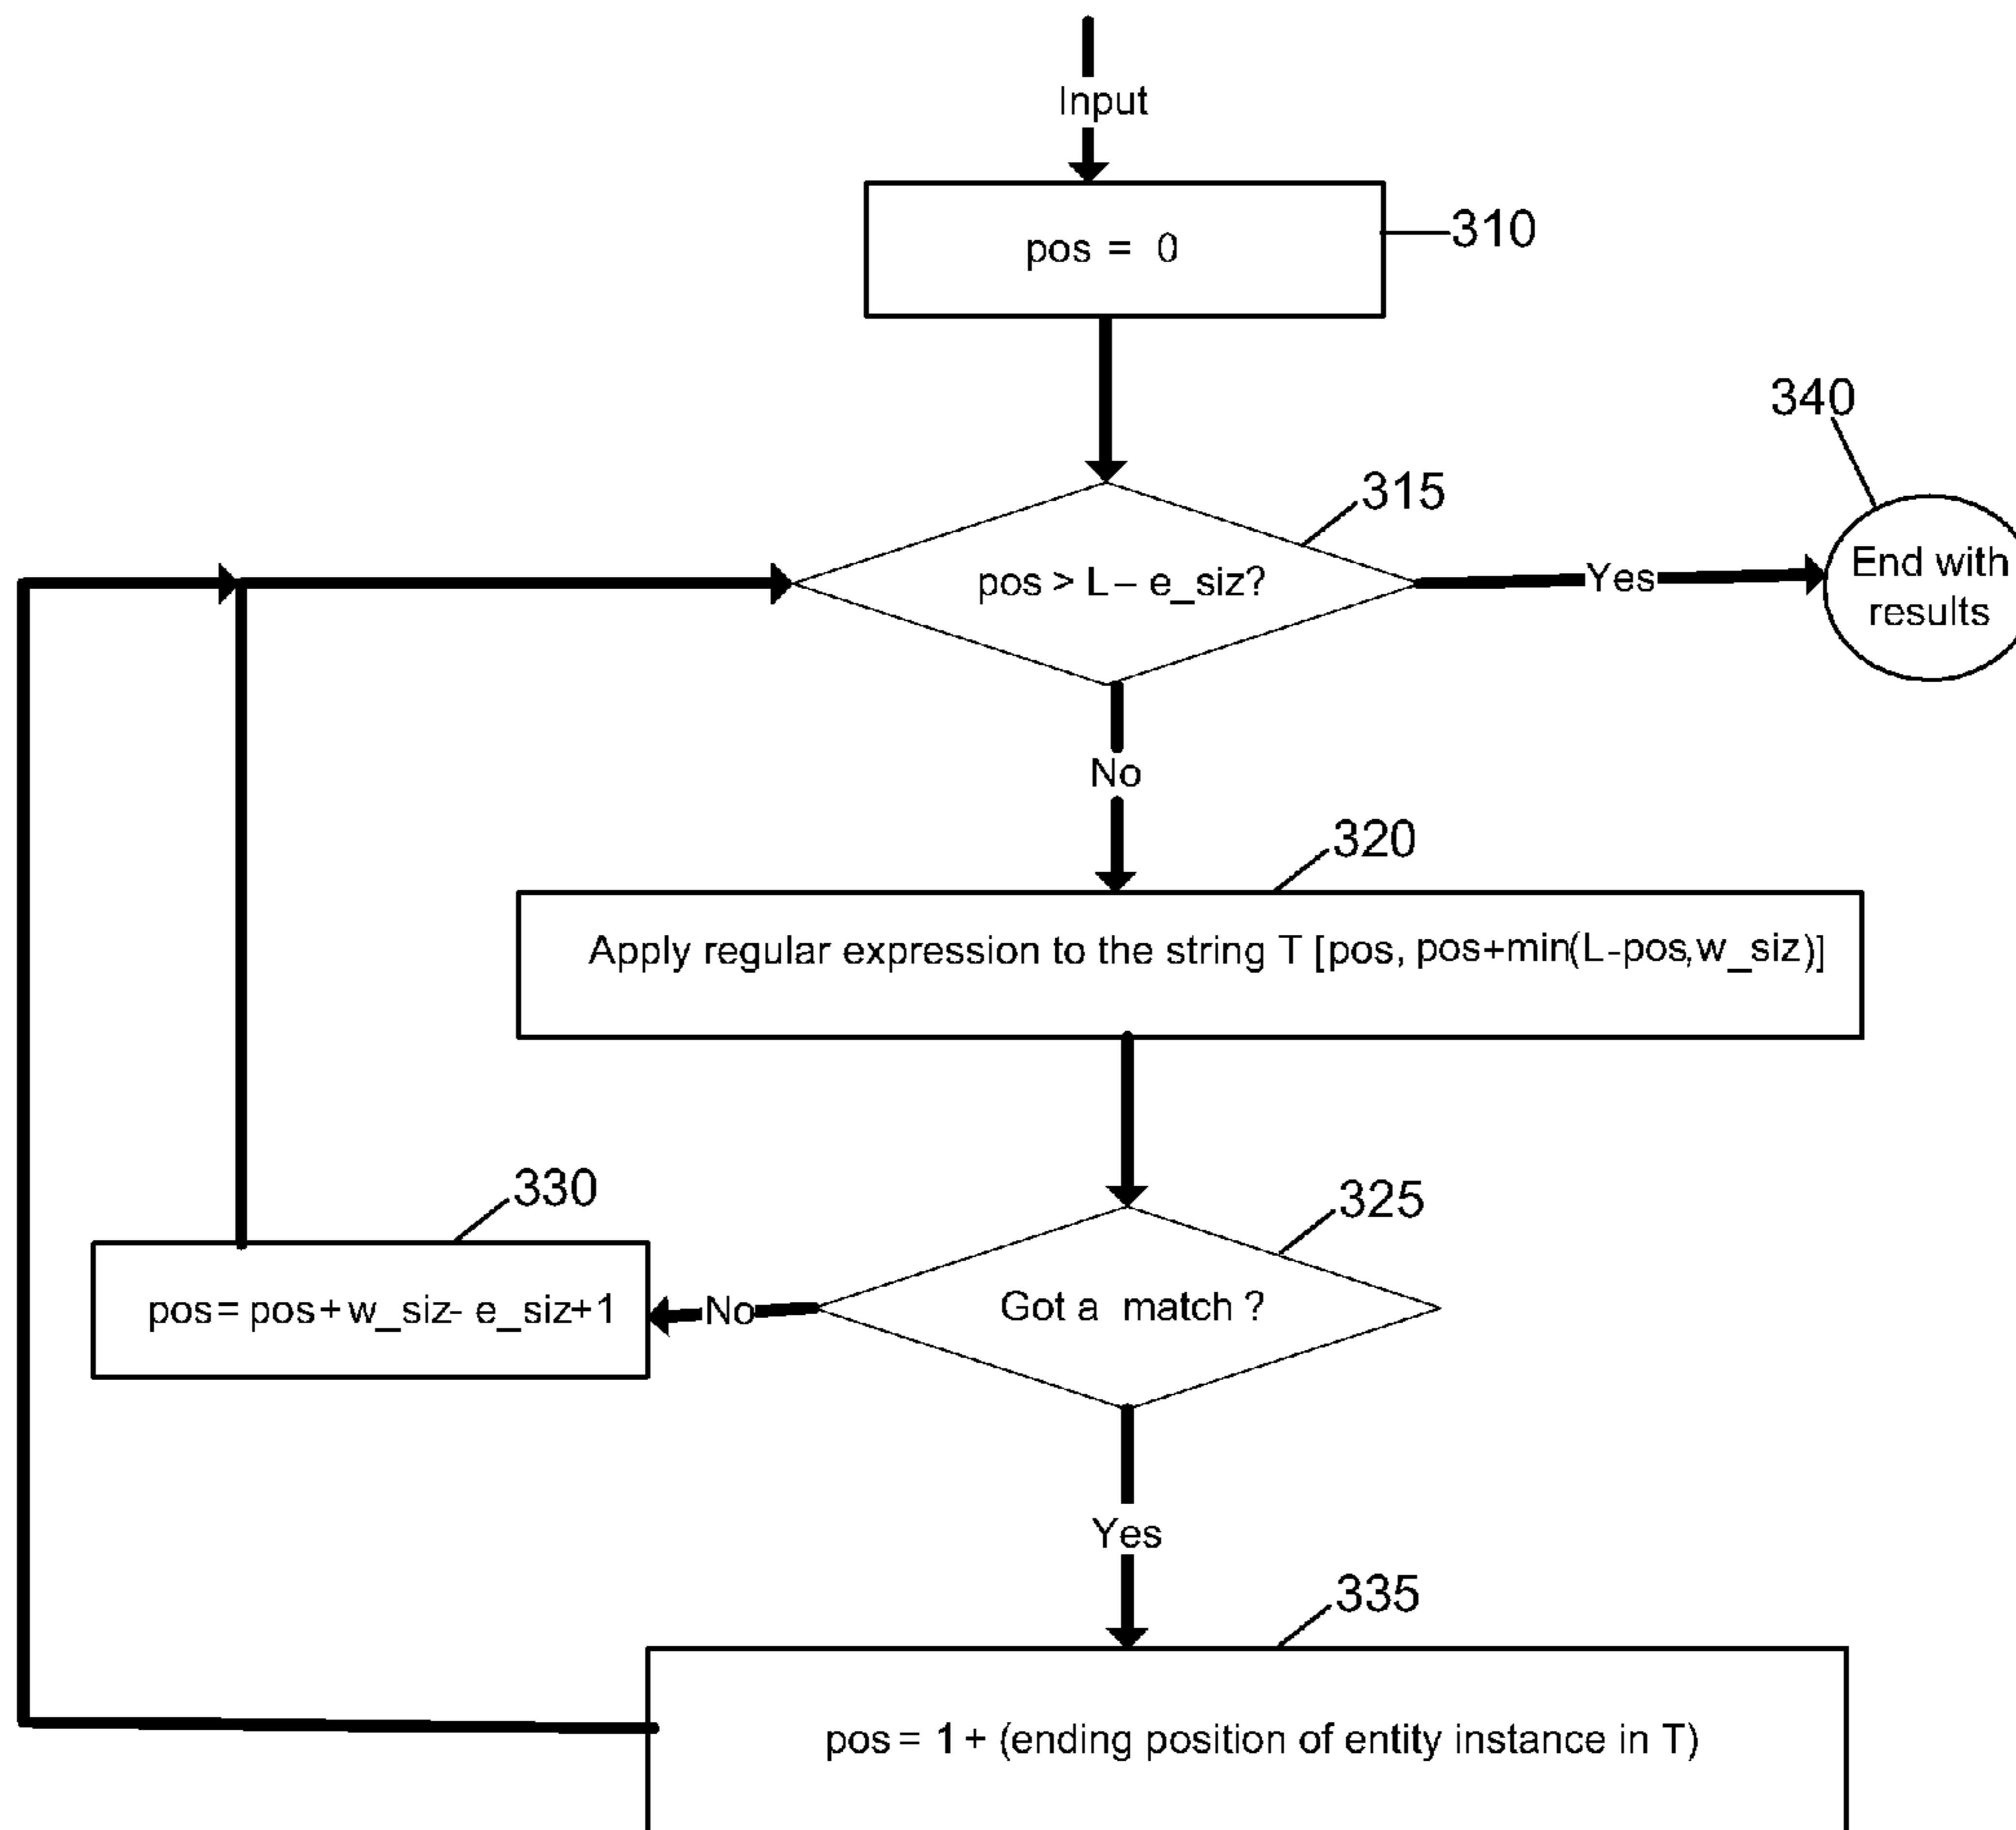 Input
pos = 0
310
340
315
pos > L – e_siz?
Yes
End with
results
No
320
Apply regular expression to the string T [pos, pos+min(L-pos,w_siz)]
330
325
pos= pos+ w_siz- e_siz+1
No
Got a match ?
Yes
335
pos = 1 + (ending position of entity instance in T)